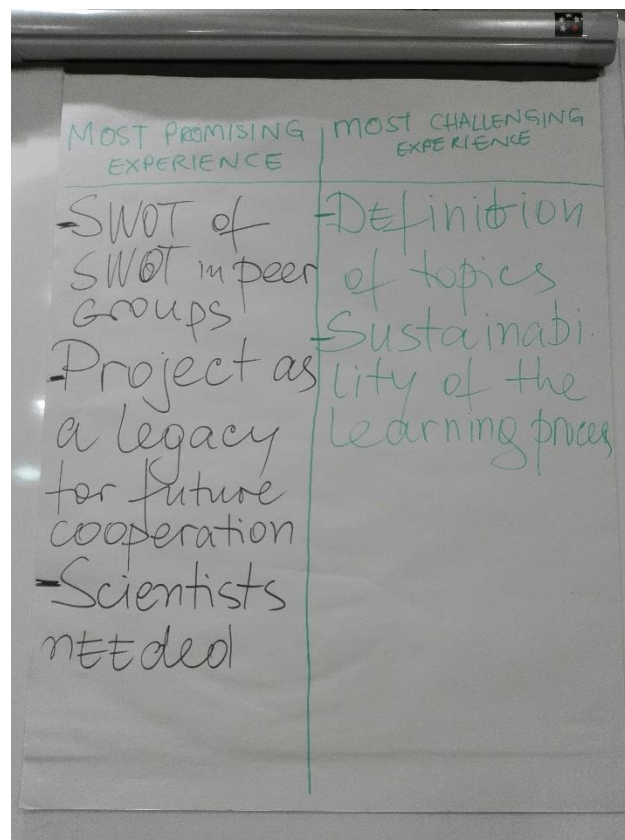 MOST PROMISING
EXPERIENCE
-SWOT of
SWOT in peer
GROUPS
-Project as
a legacy
for future
cooperation
-Scientists
nEEded
MOST CHALLENGING
EXPERIENCE
-DEfinition
of topics
-Sustainabi-
lity of the
learning proces